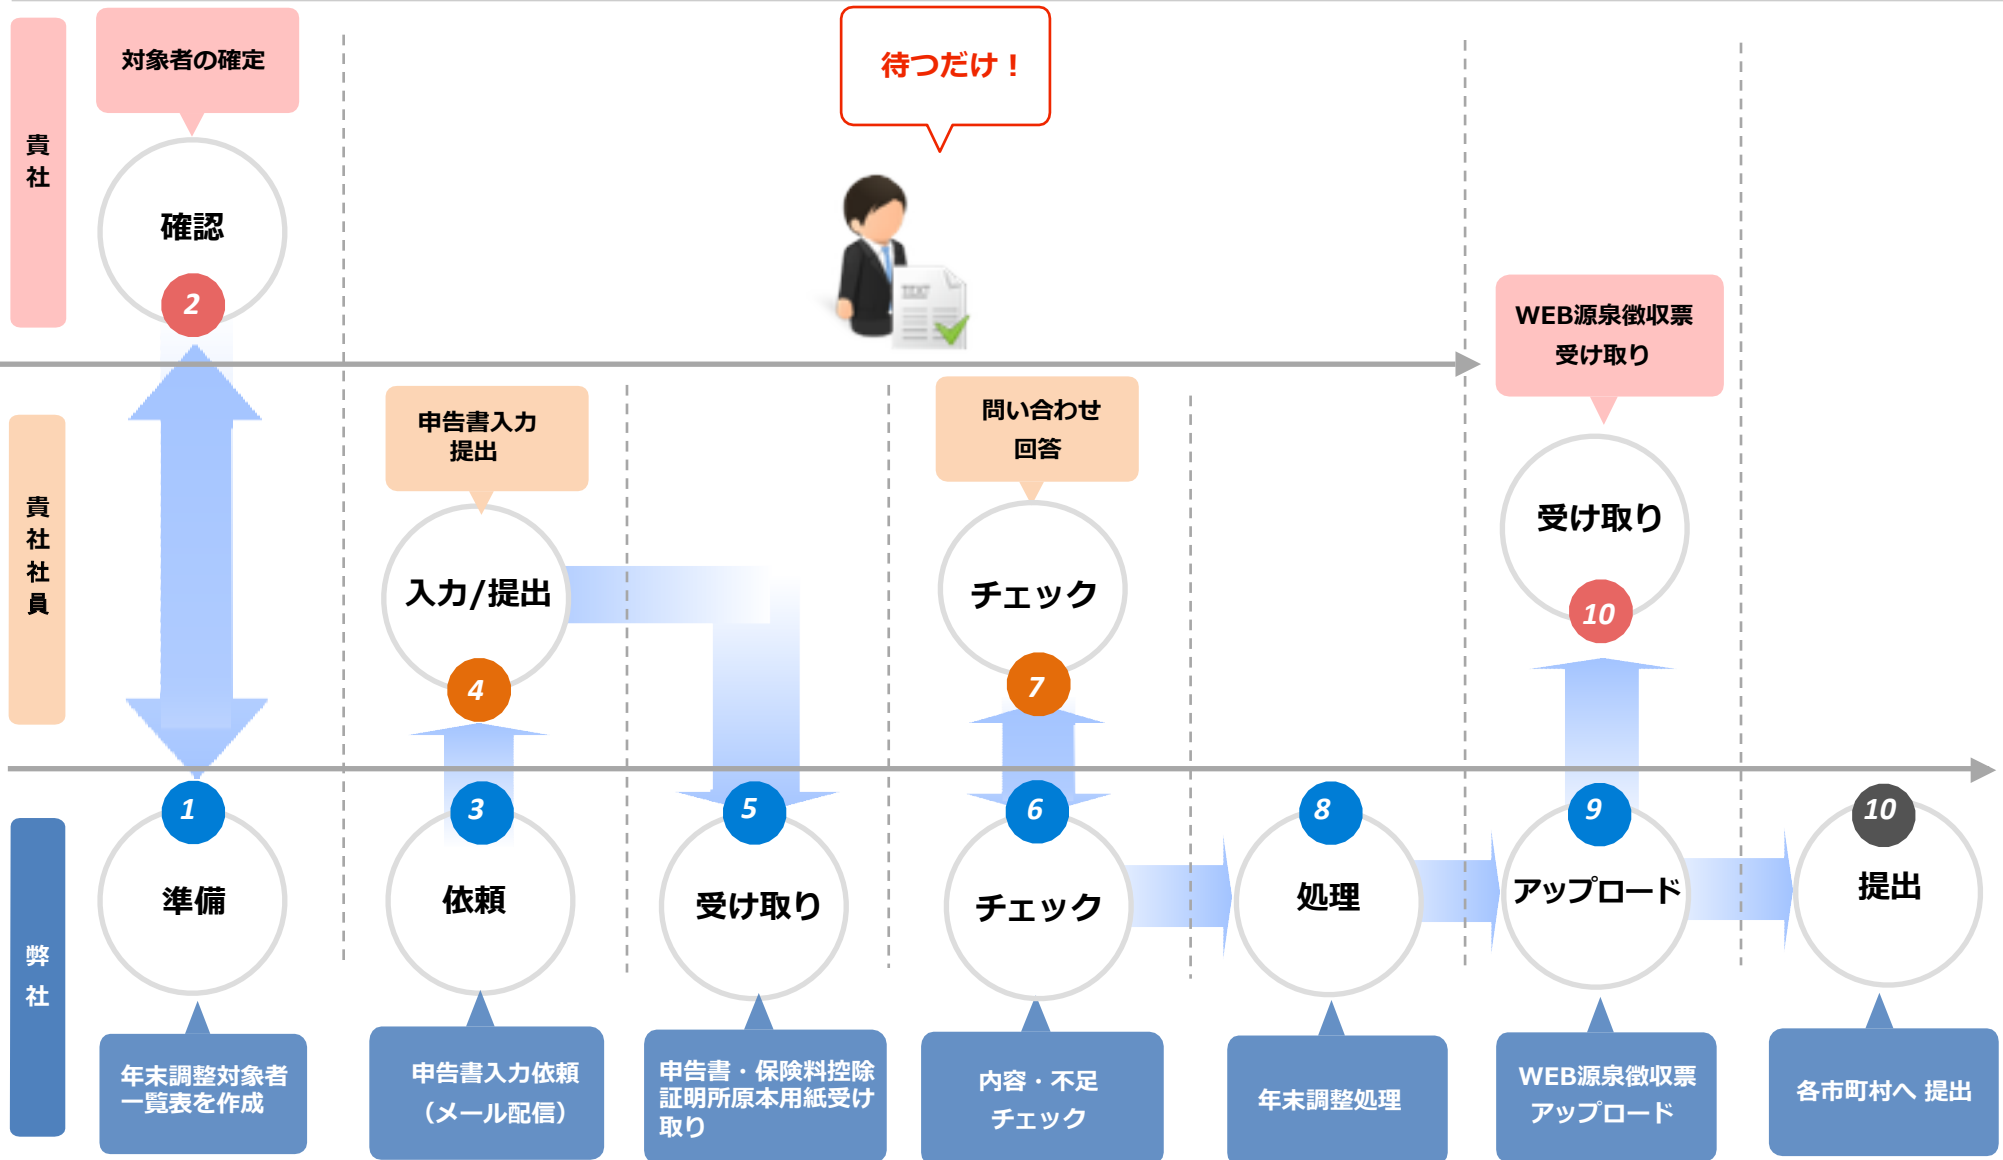 貴社
対象者の確定
確認
2
待つだけ！
TEXT
WEB源泉徴収票
受け取り
受け取り
10
貴社社員
申告書入力
提出
入力/提出
4
問い合わせ
回答
チェック
7
弊社
1
準備
年末調整対象者
一覧表を作成
3
依頼
申告書入力依頼
（メール配信）
5
受け取り
申告書・保険料控除
証明所原本用紙受け
取り
6
チェック
内容・不足
チェック
8
処理
年末調整処理
9
アップロード
WEB源泉徴収票
アップロード
10
提出
各市町村へ 提出